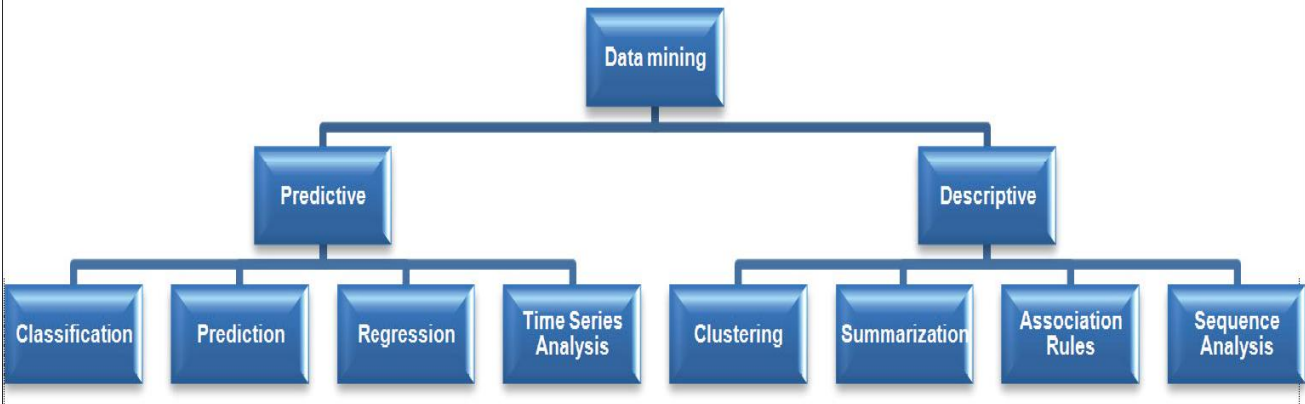 Data mining
Predictive
Descriptive
Classification
Prediction
Regression
Time Series
Analysis
Clustering
Summarization
Association
Rules
Sequence
Analysis